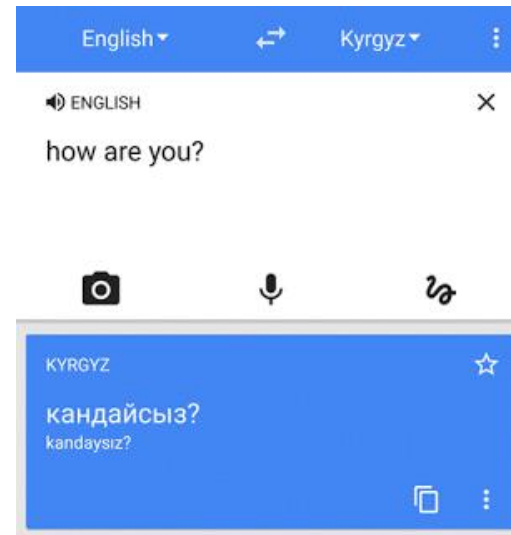 English Kyrgyz
ENGLISH
how are you?
KYRGYZ
кандайсыз?
kandaysız?